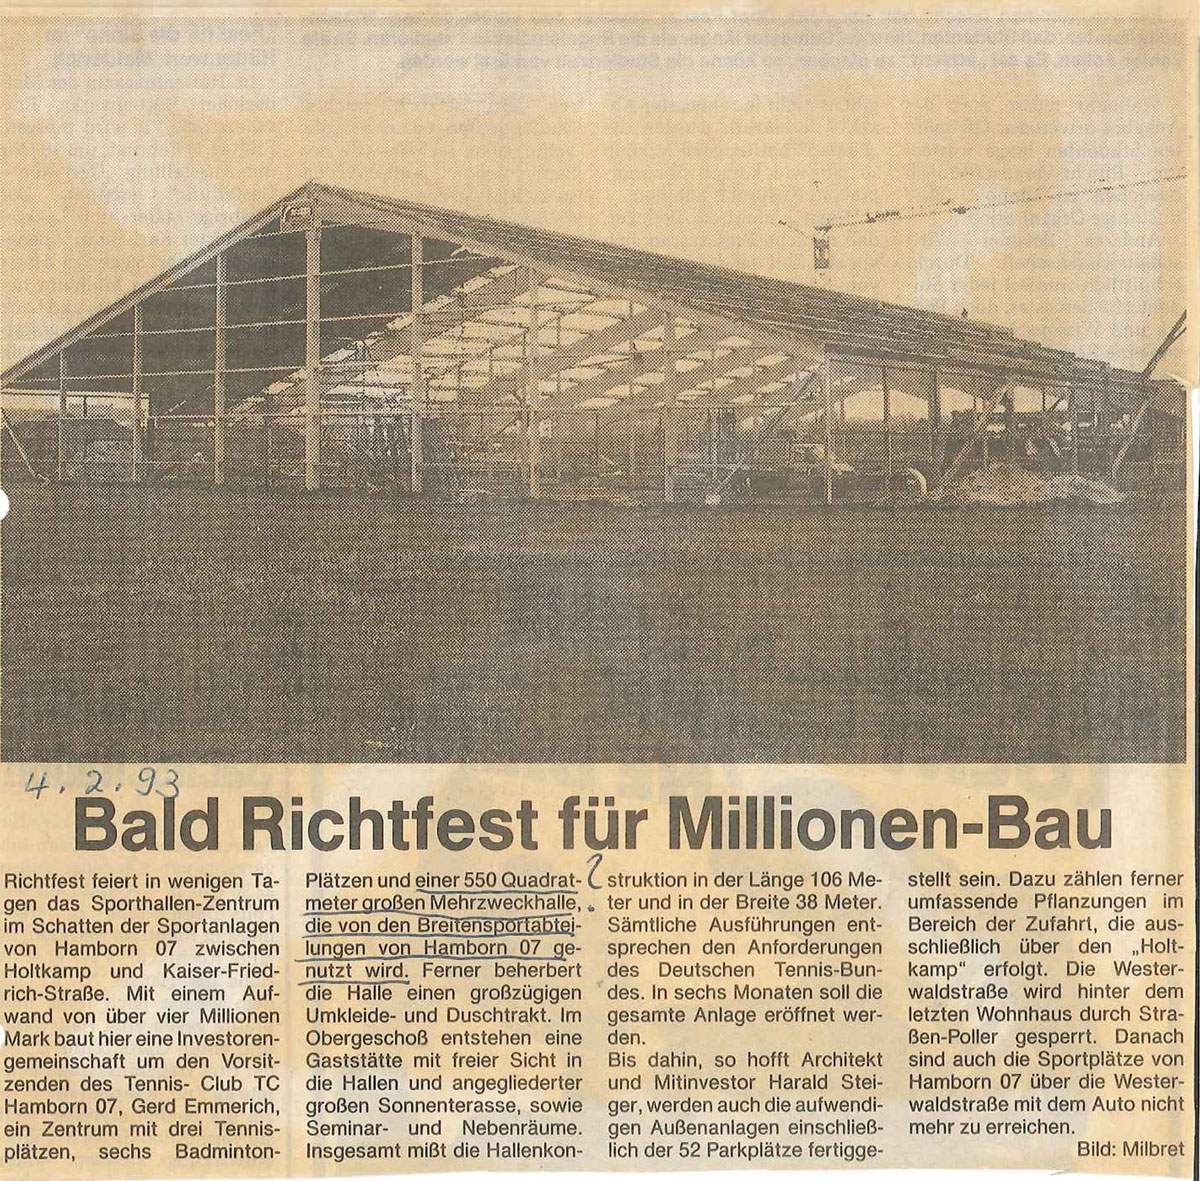 4.2.93
Bald Richtfest für Millionen-Bau
Richtfest feiert in wenigen Ta-
gen das Sporthallen-Zentrum
im Schatten der Sportanlagen
von Hamborn 07 zwischen
Holtkamp und Kaiser-Fried-
rich-Straße. Mit einem Auf-
wand von über vier Millionen
Mark baut hier eine Investoren-
gemeinschaft um den Vorsit-
zenden des Tennis- Club TC
Hamborn 07, Gerd Emmerich,
ein Zentrum mit drei Tennis-
plätzen, sechs Badminton-
Plätzen und einer 550 Quadrat-
meter großen Mehrzweckhalle,
die von den Breitensportabtei-
lungen von Hamborn 07 ge-
nutzt wird. Ferner beherbert
die Halle einen großzügigen
Umkleide- und Duschtrakt. Im
Obergeschoß entstehen eine
Gaststätte mit freier Sicht in
die Hallen und angegliederter
großen Sonnenterasse, sowie
Seminar- und Nebenräume.
Insgesamt mißt die Hallenkon-
?
struktion in der Länge 106 Me-
ter und in der Breite 38 Meter.
Sämtliche Ausführungen ent-
sprechen den Anforderungen
des Deutschen Tennis-Bun-
des. In sechs Monaten soll die
gesamte Anlage eröffnet wer-
den.
Bis dahin, so hofft Architekt
und Mitinvestor Harald Stei-
ger, werden auch die aufwendi-
gen Außenanlagen einschließ-
lich der 52 Parkplätze fertigge-
stellt sein. Dazu zählen ferner
umfassende Pflanzungen im
Bereich der Zufahrt, die aus-
schließlich über den „Holt-
kamp“ erfolgt. Die Wester-
waldstraße wird hinter dem
letzten Wohnhaus durch Stra-
ßen-Poller gesperrt. Danach
sind auch die Sportplätze von
Hamborn 07 über die Wester-
waldstraße mit dem Auto nicht
mehr zu erreichen.
Bild: Milbret